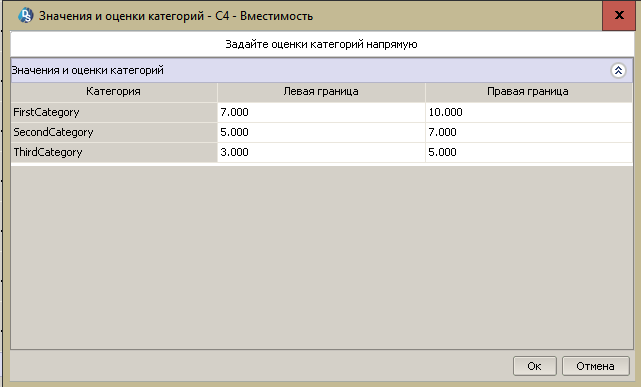 Значения и оценки категорий - C4 - Вместимость
Задайте оценки категорий напрямую
Значения и оценки категорий
Категория Левая граница Правая граница
FirstCategory 7.000 10.000
SecondCategory 5.000 7.000
ThirdCategory 3.000 5.000
Ок Отмена